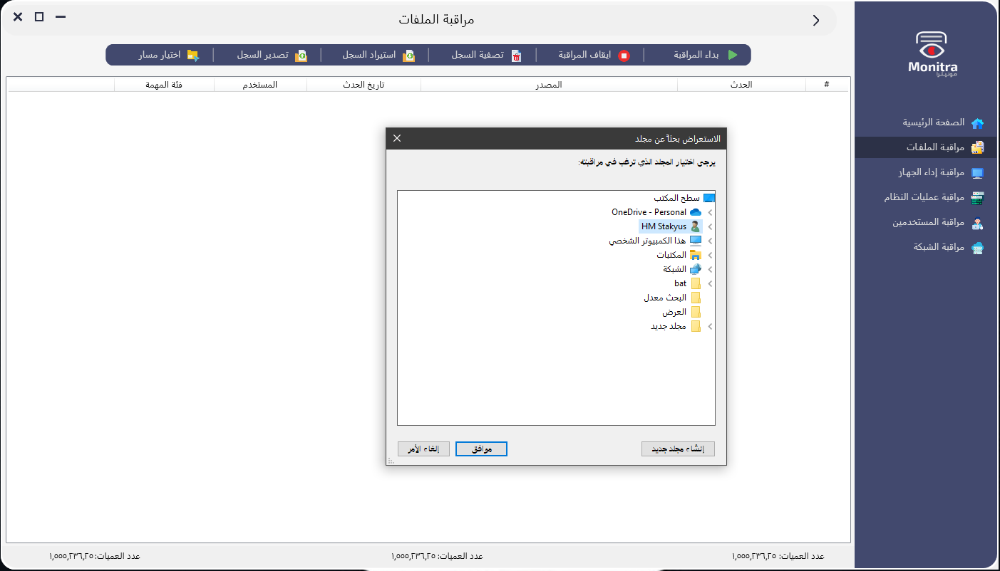 مراقبة الملفات
Monitra
مونيترا
الصفحة الرئيسية
مراقبة الملفات
مراقبة إداء الجهاز
مراقبة عمليات النظام
مراقبة المستخدمين
مراقبة الشبكة
بداء المراقبة
ايقاف المراقبة
تصفية السجل
استيراد السجل
تصدير السجل
اختيار مسار
# الحدث المصدر تاريخ الحدث المستخدم فئة المهمة
الاستعراض بحثاً عن مجلد
يرجى اختيار المجلد الذي ترغب في مراقبته:
سطح المكتب
OneDrive - Personal
HM Stakyus
هذا الكمبيوتر الشخصي
المكتبات
الشبكة
bat
البحث معدل
العرض
مجلد جديد
إنشاء مجلد جديد
موافق
إلغاء الأمر
عدد العميات: ١,٥٥٥,٢٣٦,٢٥
عدد العميات: ١,٥٥٥,٢٣٦,٢٥
عدد العميات: ١,٥٥٥,٢٣٦,٢٥